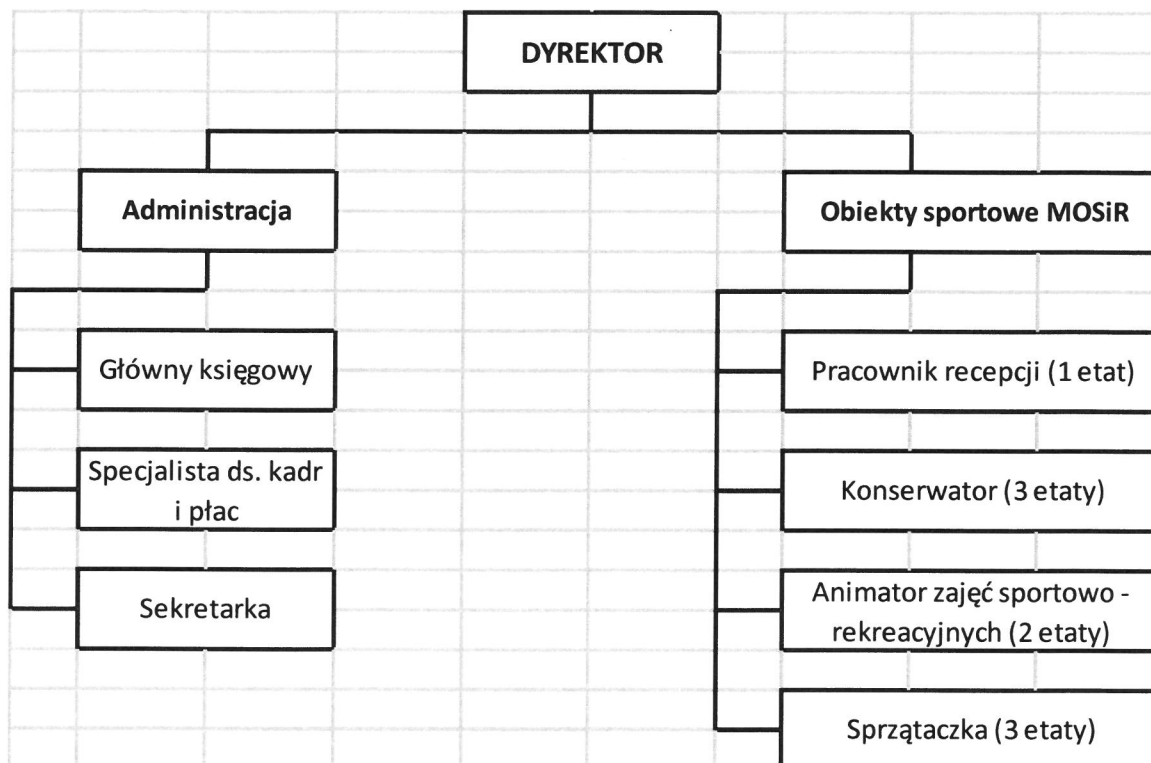 DYREKTOR
Administracja
Obiekty sportowe MOSiR
Główny księgowy
Pracownik recepcji (1 etat)
Specjalista ds. kadr
i płac
Konserwator (3 etaty)
Sekretarka
Animator zajęć sportowo -
rekreacyjnych (2 etaty)
Sprzątaczka (3 etaty)